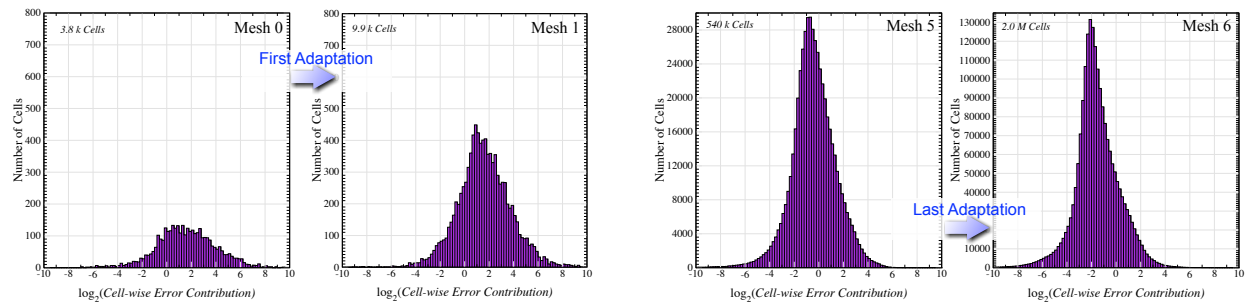 3.8 k Cells
Mesh 0
800
700
600
500
400
300
200
100
0
Number of Cells
-10 -8 -6 -4 -2 0 2 4 6 8 10
log2(Cell-wise Error Contribution)
First Adaptation
9.9 k Cells
Mesh 1
800
700
600
500
400
300
200
100
0
Number of Cells
-10 -8 -6 -4 -2 0 2 4 6 8 10
log2(Cell-wise Error Contribution)
540 k Cells
Mesh 5
28000
24000
20000
16000
12000
8000
4000
0
Number of Cells
-10 -8 -6 -4 -2 0 2 4 6 8 10
log2(Cell-wise Error Contribution)
Last Adaptation
2.0 M Cells
Mesh 6
130000
120000
110000
100000
90000
80000
70000
60000
50000
40000
10000
0
Number of Cells
-10 -8 -6 -4 -2 0 2 4 6 8 10
log2(Cell-wise Error Contribution)